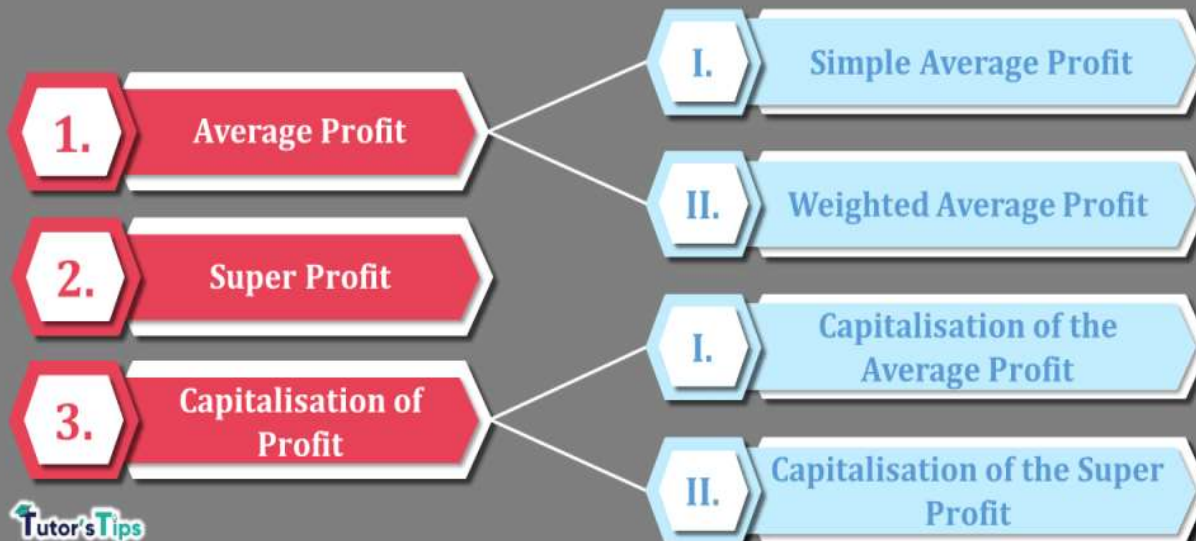 1.
Average Profit
I.
Simple Average Profit
II.
Weighted Average Profit
2.
Super Profit
3.
Capitalisation of
Profit
I.
Capitalisation of the
Average Profit
II.
Capitalisation of the Super
Profit
Tutor'sTips